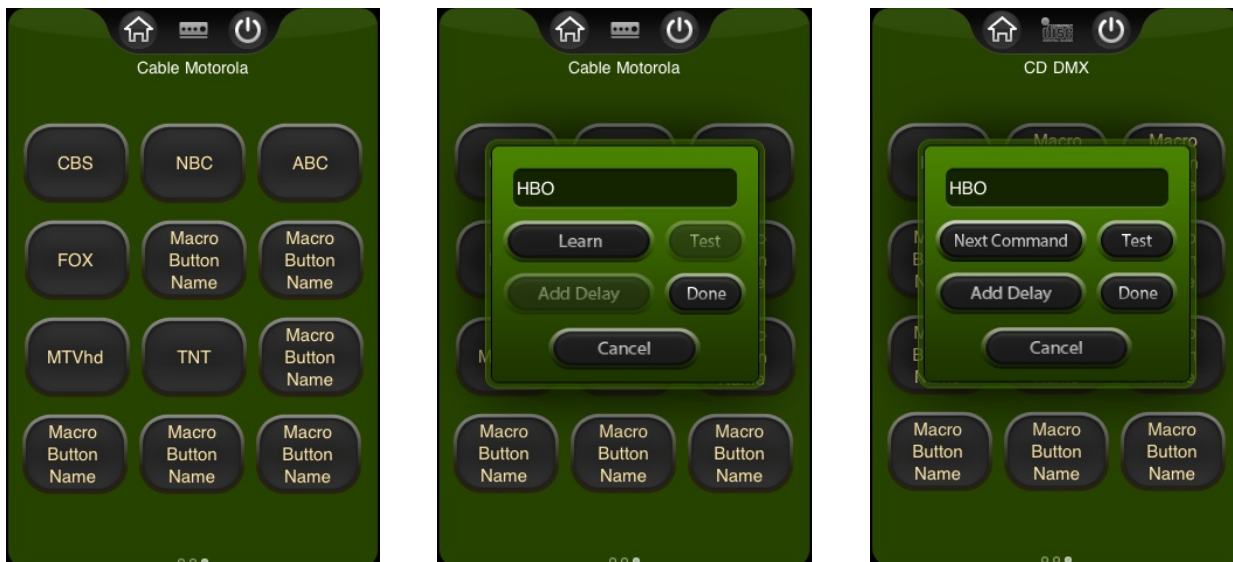 Cable Motorola
CBS
NBC
ABC
FOX
Macro
Button
Name
Macro
Button
Name
MTVhd
TNT
Macro
Button
Name
Macro
Button
Name
Macro
Button
Name
Macro
Button
Name
Cable Motorola
HBO
Learn
Test
Add Delay
Done
Cancel
Macro
Button
Name
Macro
Button
Name
Macro
Button
Name
CD DMX
Macro
Macro
HBO
Next Command
Test
Add Delay
Done
Cancel
Macro
Button
Name
Macro
Button
Name
Macro
Button
Name